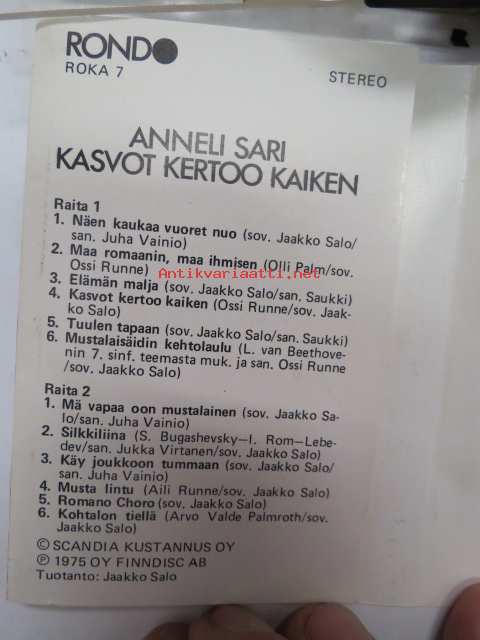 RONDO
ROKA 7
STEREO
ANNELI SARI
KASVOT KERTOO KAIKEN
Raita 1
1. Näen kaukaa vuoret nuo (sov. Jaakko Salo/
san. Juha Vainio)
2. Maa romaanin, maa ihmisen (Olli Palm/sov.
Ossi Runne)
3. Elämän malja (sov. Jaakko Salo/san. Saukki)
4. Kasvot kertoo kaiken (Ossi Runne/sov. Jaak-
ko Salo)
5. Tuulen tapaan (sov. Jaakko Salo/san. Saukki)
6. Mustalaisäidin kehtolaulu (L. van Beethove-
nin 7. sinf. teemasta muk. ja san. Ossi Runne
/sov. Jaakko Salo)
Antikvariaatti.net
Raita 2
1. Mä vapaa oon mustalainen (sov. Jaakko Sa-
lo/san. Juha Vainio)
2. Silkkiliina (S. Bugashevsky—I. Rom—Lebe-
dev/san. Jukka Virtanen/sov. Jaakko Salo)
3. Käy joukkoon tummaan (sov. Jaakko Salo/
san. Juha Vainio)
4. Musta lintu (Aili Runne/sov. Jaakko Salo)
5. Romano Choro (sov. Jaakko Salo)
6. Kohtalon tiellä (Arvo Valde Palmroth/sov.
Jaakko Salo)
© SCANDIA KUSTANNUS OY
℗ 1975 OY FINNDISC AB
Tuotanto: Jaakko Salo